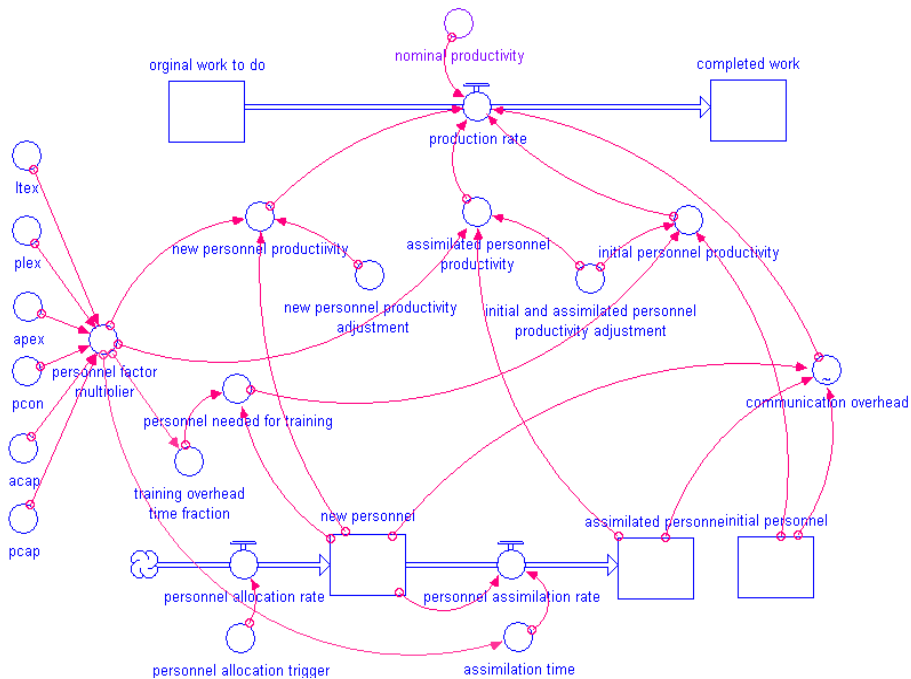 nominal productivity
orginal work to do
completed work
production rate
ltex
new personnel productiivity
assimilated personnel
productivity
initial personnel productivity
plex
new personnel productivity
adjustment
initial and assimilated personnel
productivity adjustment
apex
personnel factor
multiplier
pcon
personnel needed for training
communication overhead
acap
training overhead
time fraction
new personnel
assimilated personnel
initial personnel
pcap
personnel allocation rate
personnel assimilation rate
personnel allocation trigger
assimilation time